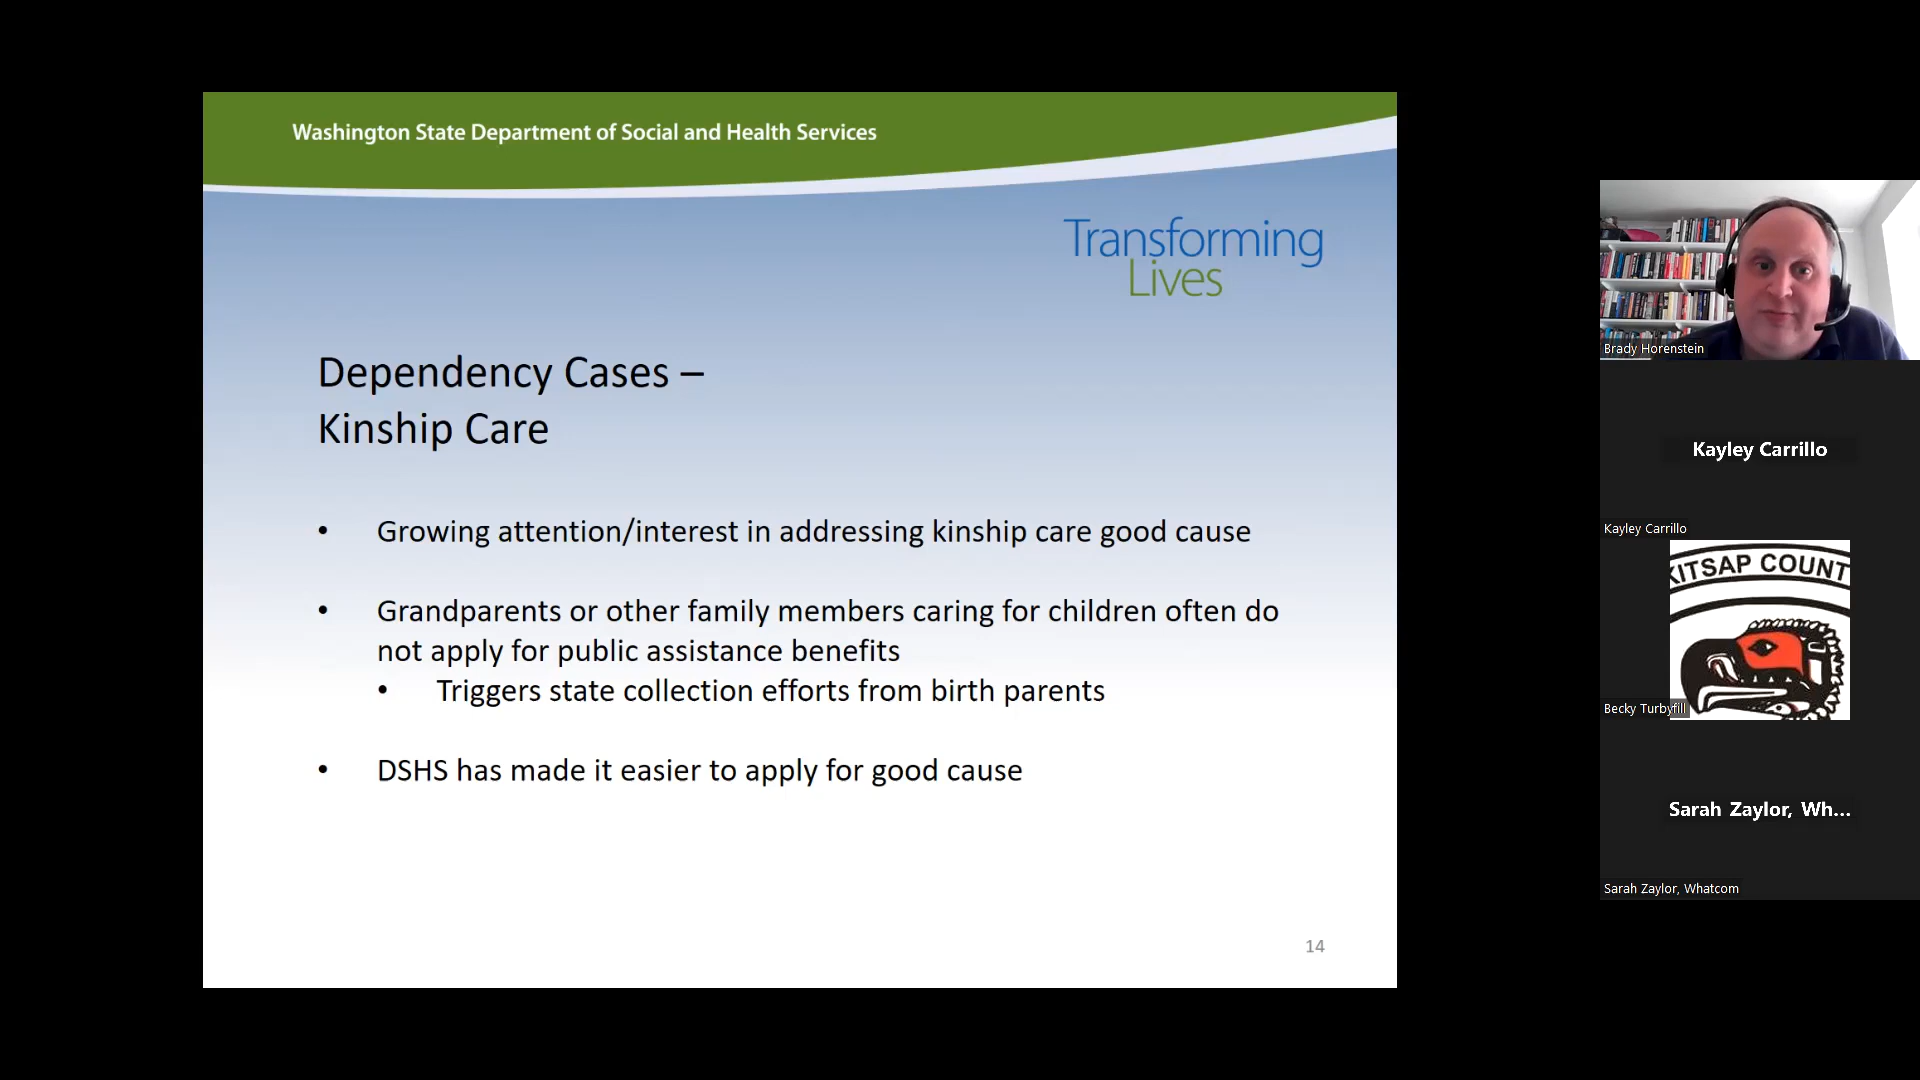 Washington State Department of Social and Health Services
Transforming
Lives
Dependency Cases –
Kinship Care
• Growing attention/interest in addressing kinship care good cause
• Grandparents or other family members caring for children often do
not apply for public assistance benefits
• Triggers state collection efforts from birth parents
• DSHS has made it easier to apply for good cause
14
Brady Horenstein
Kayley Carrillo
Kayley Carrillo
KITSAP COUNT
Becky Turbyfill
Sarah Zaylor, Wh...
Sarah Zaylor, Whatcom